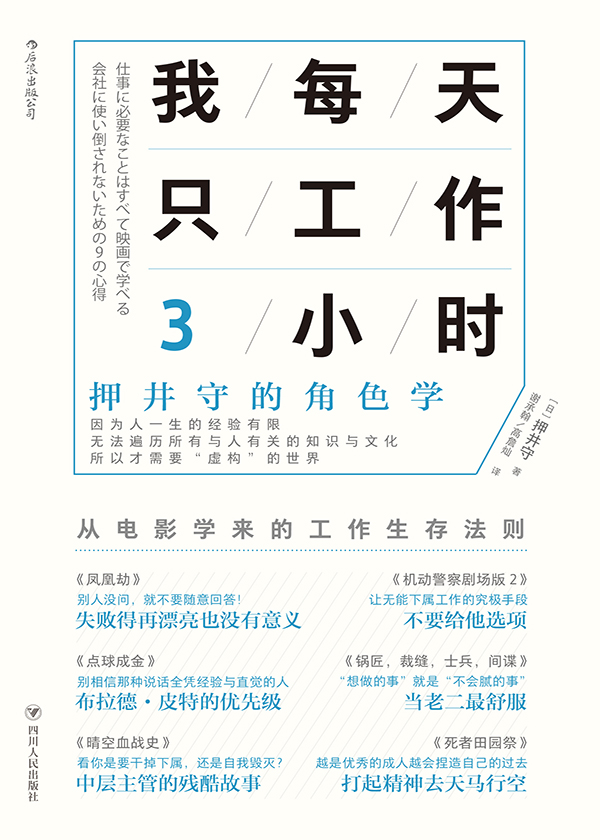 后浪出版公司
仕事に必要なことはすべて映画で学べる
会社に使い倒されないための9の心得
我/每/天
只/工/作
3/小/时
押井守的角色学
因为人一生的经验有限
无法遍历所有与人有关的知识与文化
所以才需要“虚构”的世界
[日] 押井守 著
谢承翰/高詹灿 译
从电影学来的工作生存法则
《凤凰劫》
别人没问，就不要随意回答！
失败得再漂亮也没有意义
《机动警察剧场版2》
让无能下属工作的究极手段
不要给他选项
《点球成金》
别相信那种说话全凭经验与直觉的人
布拉德·皮特的优先级
《锅匠，裁缝，士兵，间谍》
“想做的事”就是“不会腻的事”
当老二最舒服
《晴空血战史》
看你是要干掉下属，还是自我毁灭？
中层主管的残酷故事
《死者田园祭》
越是优秀的成人越会捏造自己的过去
打起精神去天马行空
四川人民出版社